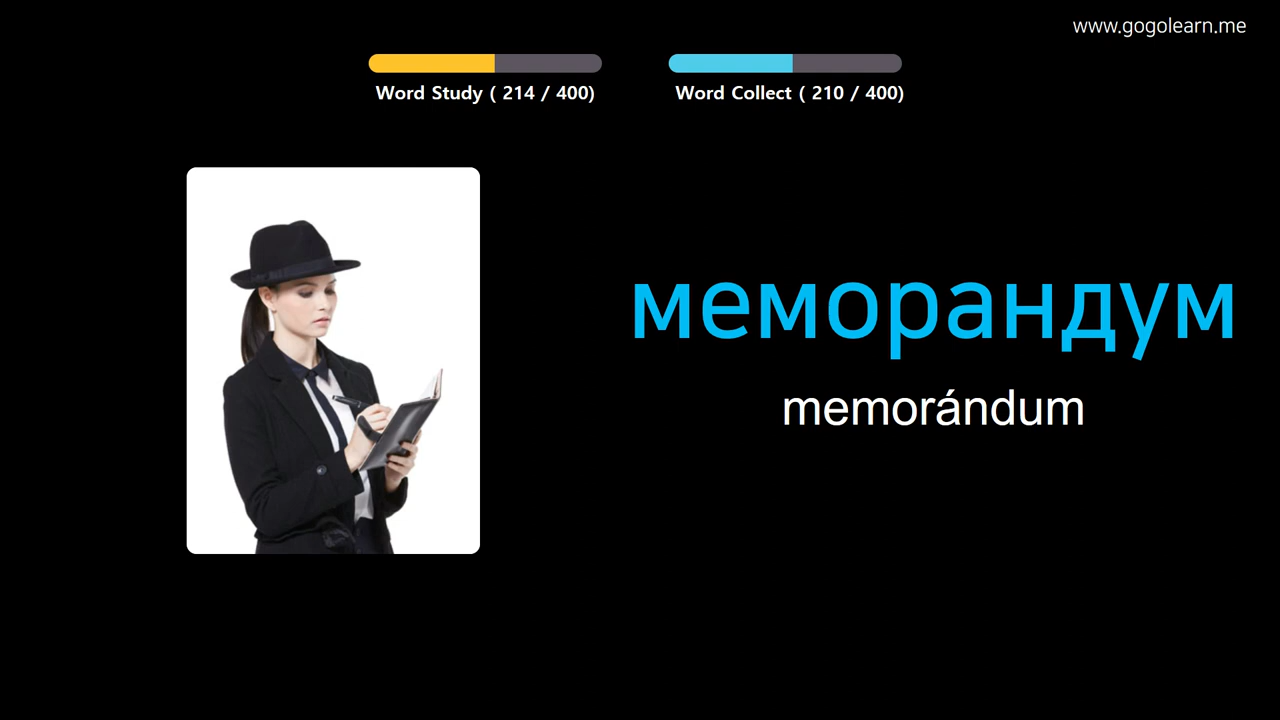 www.gogolearn.me
Word Study ( 214 / 400)
Word Collect ( 210 / 400)
меморандум
memorándum